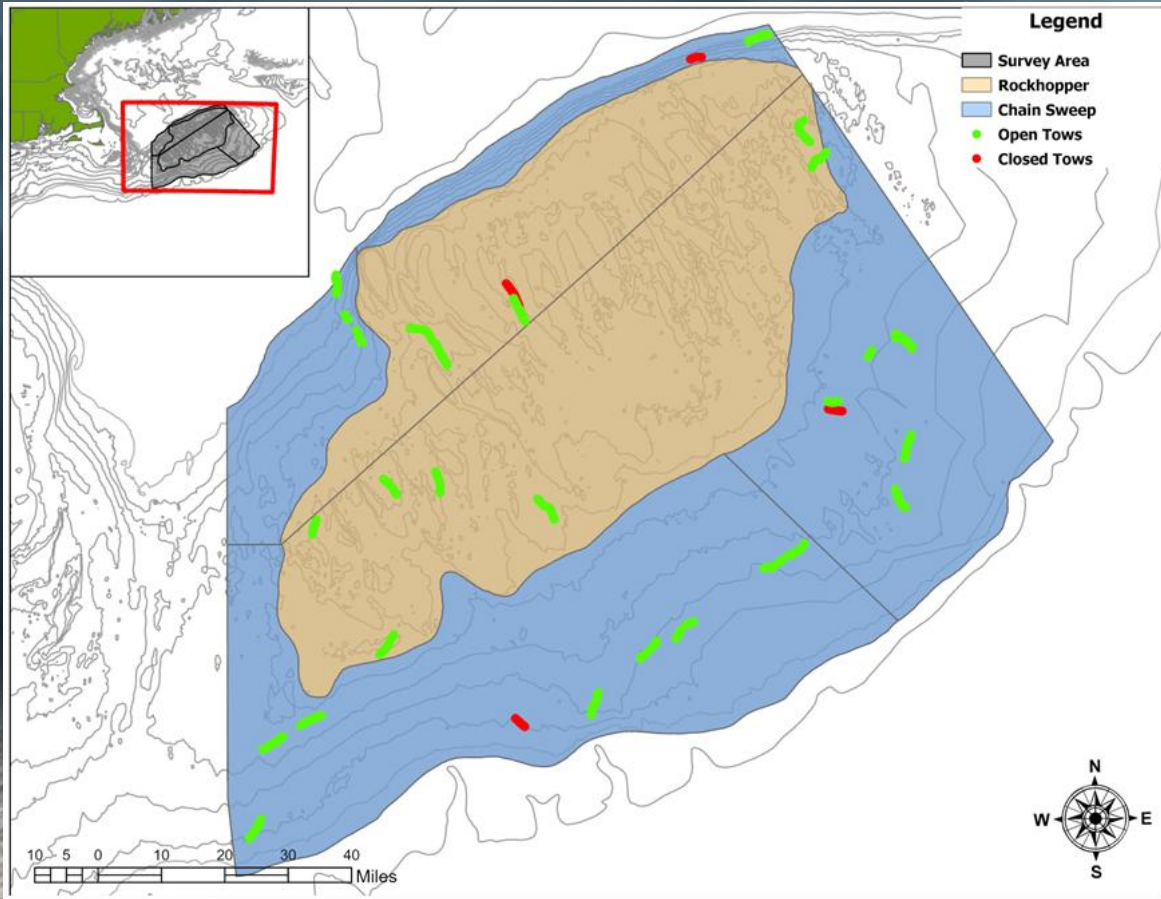 Legend
Survey Area
Rockhopper
Chain Sweep
Open Tows
Closed Tows
N
W E
S
10 5 0 10 20 30 40
Miles